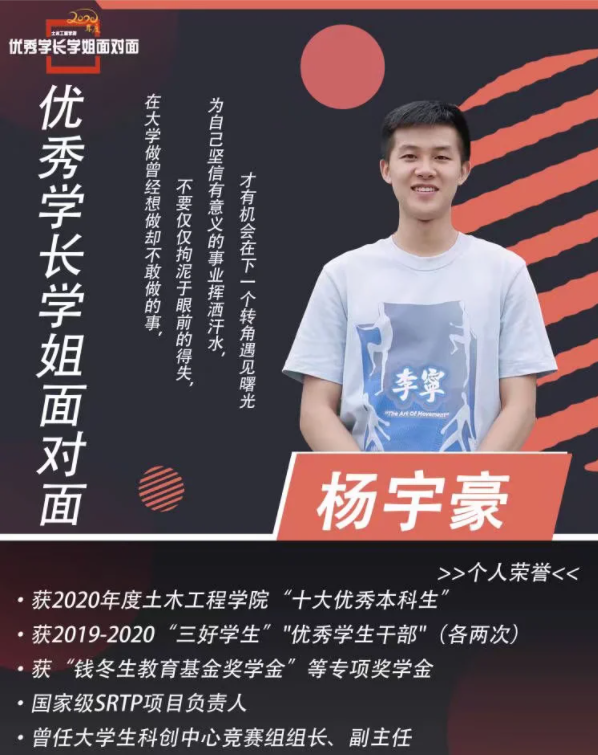 2020
年度
土木工程学院
优秀学长学姐面对面
优秀学长学姐面对面
在大学做曾经想做却不敢做的事，
不要仅仅拘泥于眼前的得失，
为自己坚信有意义的事业挥洒汗水，
才有机会在下一个转角遇见曙光
李寧
"The Art Of Movement"
杨宇豪
>>个人荣誉<<
·获2020年度土木工程学院“十大优秀本科生”
·获2019-2020“三好学生”"优秀学生干部"（各两次）
·获“钱冬生教育基金奖学金”等专项奖学金
·国家级SRTP项目负责人
·曾任大学生科创中心竞赛组组长、副主任